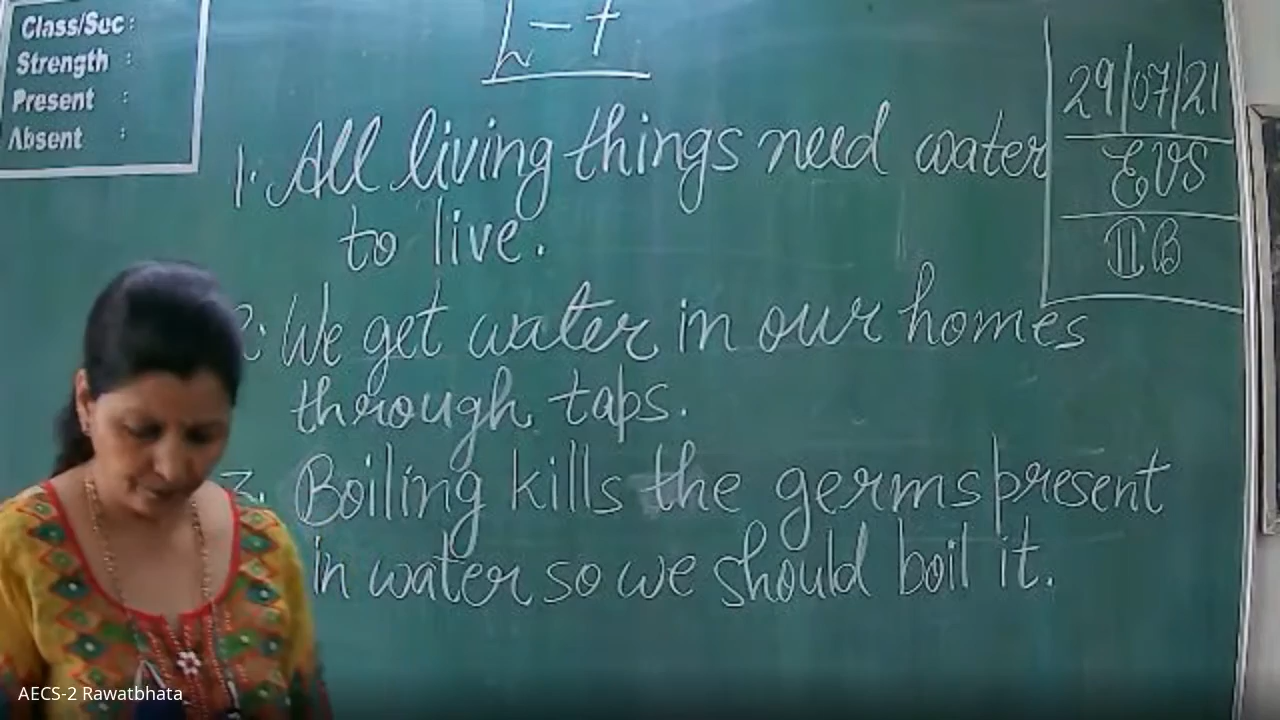 Class/Sec :
Strength :
Present :
Absent :
L-7
29/07/21
EVS
II B
1. All living things need water
to live.
2. We get water in our homes
through taps.
3. Boiling kills the germs present
in water so we should boil it.
AECS-2 Rawatbhata